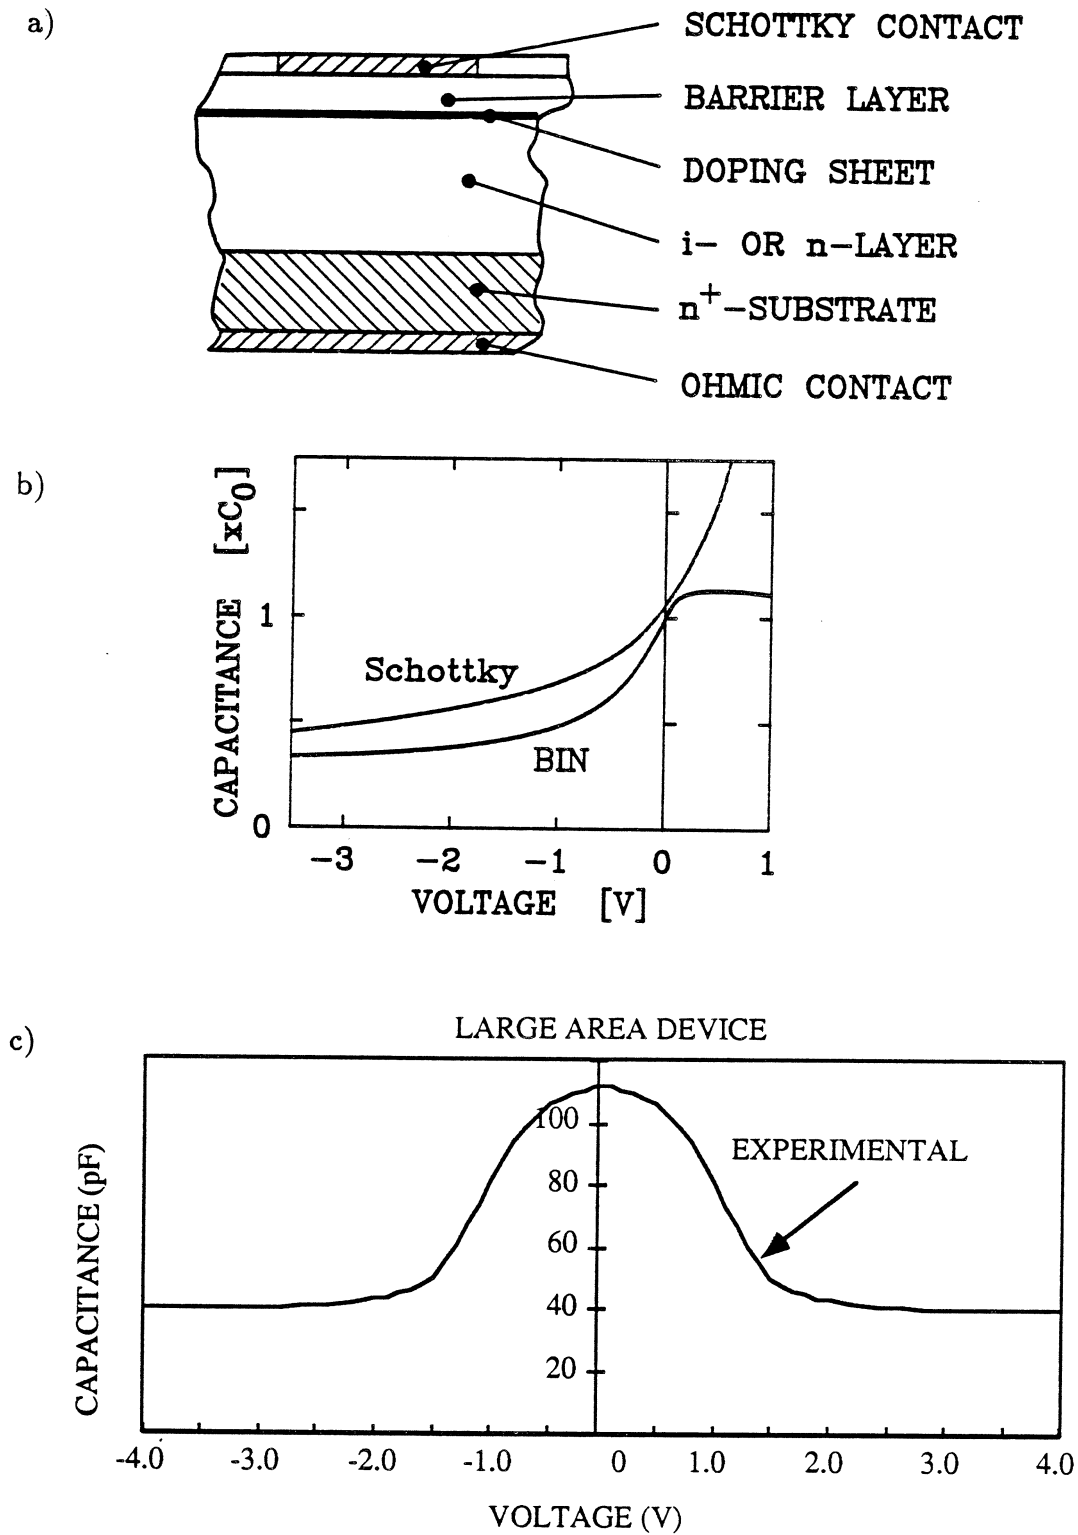 a)
SCHOTTKY CONTACT
BARRIER LAYER
DOPING SHEET
i- OR n-LAYER
n+-SUBSTRATE
OHMIC CONTACT
b)
CAPACITANCE [xC0]
1
0
Schottky
BIN
-3 -2 -1 0 1
VOLTAGE [V]
c)
LARGE AREA DEVICE
CAPACITANCE (pF)
100
80
60
40
20
EXPERIMENTAL
-4.0 -3.0 -2.0 -1.0 0 1.0 2.0 3.0 4.0
VOLTAGE (V)